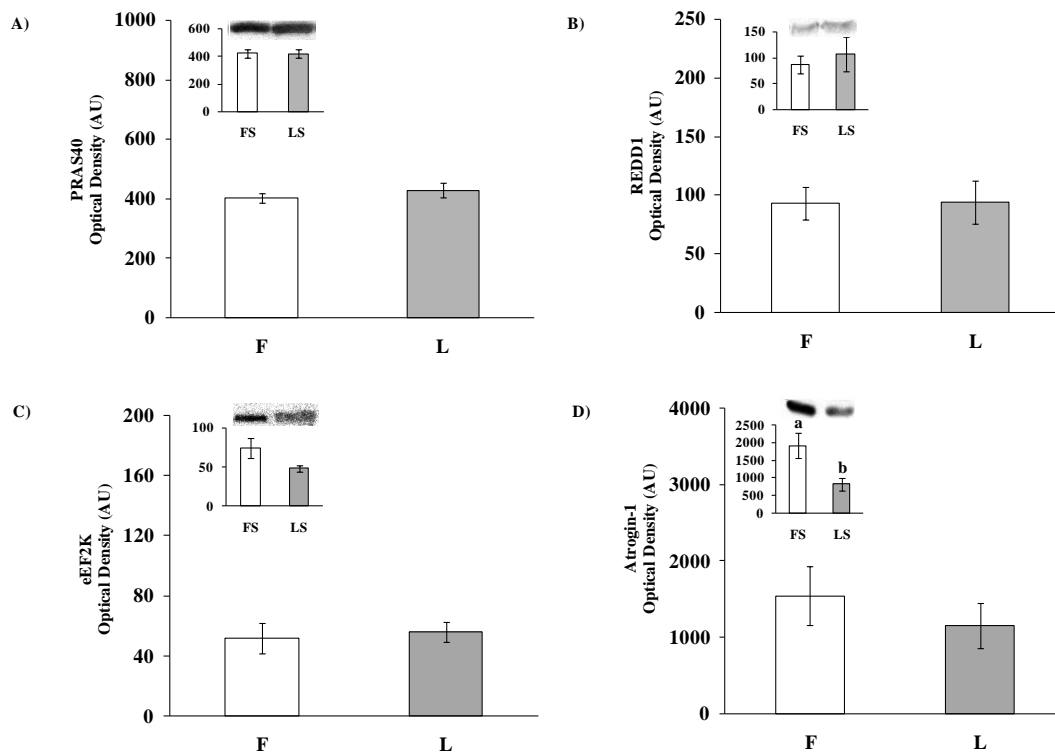 A)
PRAS40
Optical Density (AU)
1000
800
600
400
200
0
600
400
200
0
FS LS
F L
B)
REDD1
Optical Density (AU)
250
200
150
100
50
0
150
100
50
0
FS LS
F L
C)
eEF2K
Optical Density (AU)
200
160
120
80
40
0
100
50
0
FS LS
F L
D)
Atrogin-1
Optical Density (AU)
4000
3000
2000
1000
0
2500
2000
1500
1000
500
0
a
b
FS LS
F L